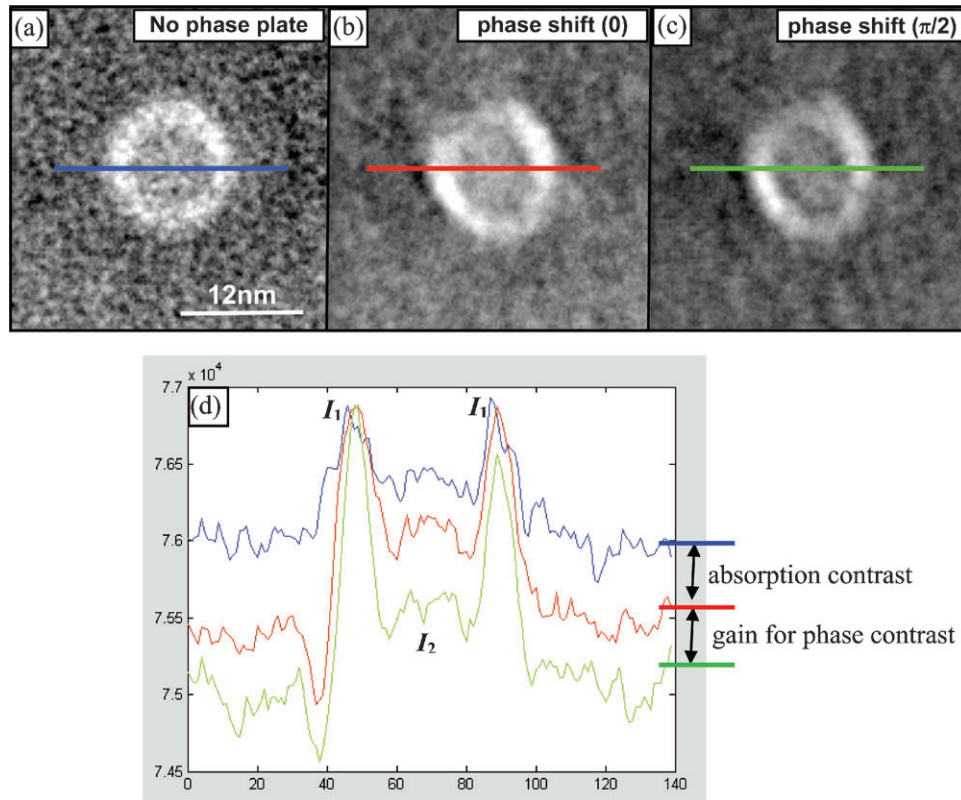 (a) No phase plate
(b) phase shift (0)
(c) phase shift (π/2)
12nm
x 10⁴
7.7
(d)
I₁
I₁
7.65
7.6
absorption contrast
7.55
gain for phase contrast
I₂
7.5
7.45
0 20 40 60 80 100 120 140